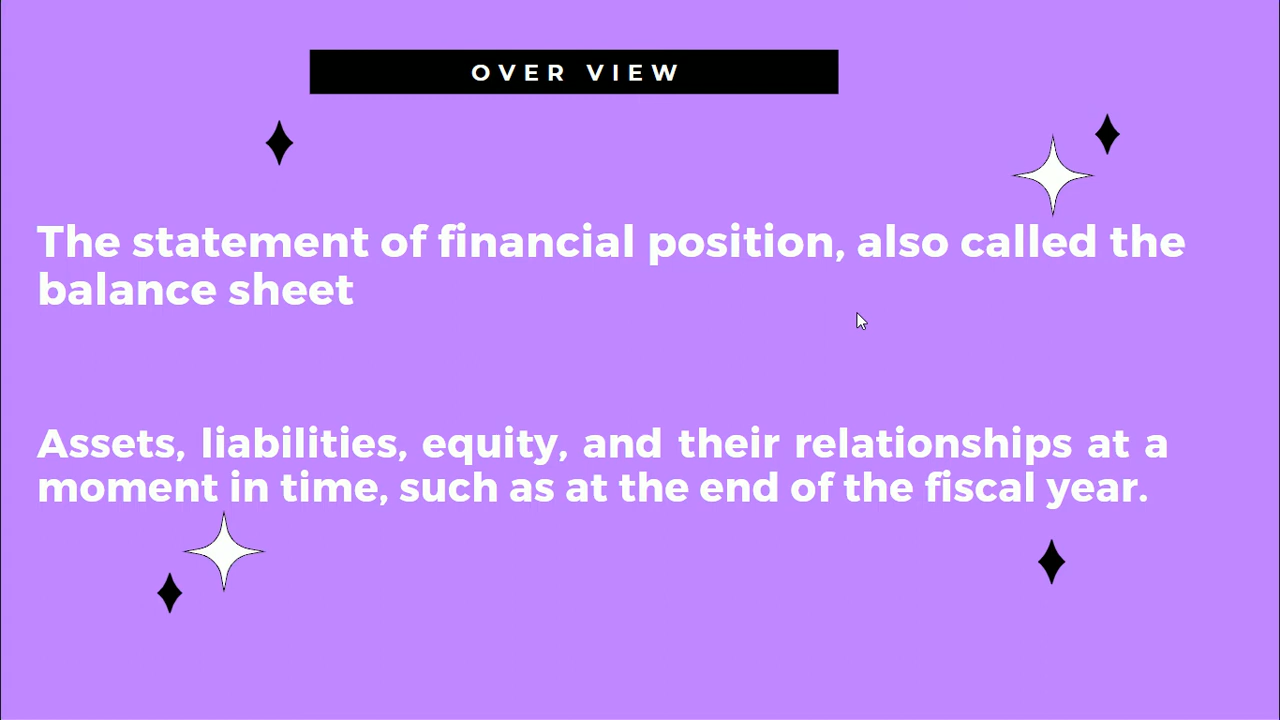 OVER VIEW
The statement of financial position, also called the
balance sheet
Assets, liabilities, equity, and their relationships at a
moment in time, such as at the end of the fiscal year.